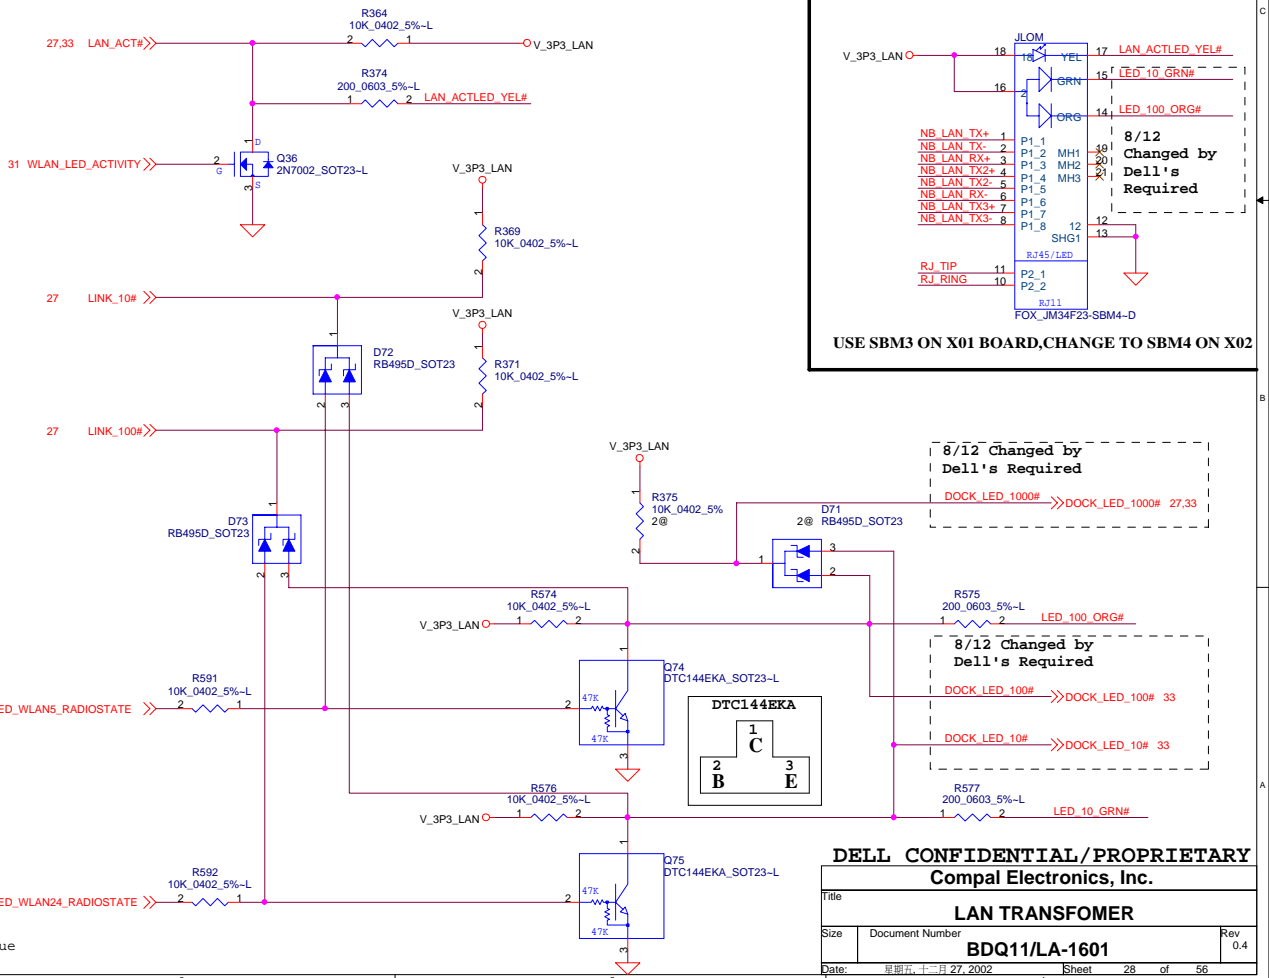 R364
10K_0402_5%~L
27,33 LAN_ACT#
2 1
V_3P3_LAN
R374
200_0603_5%~L
1 2 LAN_ACTLED_YEL#
31 WLAN_LED_ACTIVITY
2
G
1
D
3
S
Q36
2N7002_SOT23~L
V_3P3_LAN
1
R369
10K_0402_5%~L
2
27 LINK_10#
V_3P3_LAN
1
D72
RB495D_SOT23
2 3
1
R371
10K_0402_5%~L
2
27 LINK_100#
1
D73
RB495D_SOT23
2 3
V_3P3_LAN
1
R375
10K_0402_5%
2@
2
D71
2@ RB495D_SOT23
1
3
2
8/12 Changed by
Dell's Required
DOCK_LED_1000#
DOCK_LED_1000# 27,33
R574
10K_0402_5%~L
V_3P3_LAN
1 2
R575
200_0603_5%~L
1 2
LED_100_ORG#
8/12 Changed by
Dell's Required
DOCK_LED_100#
DOCK_LED_100# 33
DOCK_LED_10#
DOCK_LED_10# 33
R591
10K_0402_5%~L
ED_WLAN5_RADIOSTATE
2 1
2
1
47K
47K
3
Q74
DTC144EKA_SOT23~L
DTC144EKA
1
C
2
B
3
E
R576
10K_0402_5%~L
V_3P3_LAN
1 2
R577
200_0603_5%~L
1 2
LED_10_GRN#
R592
10K_0402_5%~L
ED_WLAN24_RADIOSTATE
2 1
2
1
47K
47K
3
Q75
DTC144EKA_SOT23~L
ue
JLOM
V_3P3_LAN
18 18 YEL 17 LAN_ACTLED_YEL#
16 2 GRN 15 LED_10_GRN#
ORG 14 LED_100_ORG#
NB_LAN_TX+ 1 P1_1
NB_LAN_TX- 2 P1_2
NB_LAN_RX+ 3 P1_3
NB_LAN_TX2+ 4 P1_4
NB_LAN_TX2- 5 P1_5
NB_LAN_RX- 6 P1_6
NB_LAN_TX3+ 7 P1_7
NB_LAN_TX3- 8 P1_8
MH1 19
MH2 20
MH3 21
12 12
SHG1 13
RJ45/LED
RJ_TIP 11 P2_1
RJ_RING 10 P2_2
RJ11
FOX_JM34F23-SBM4~D
8/12
Changed by
Dell's
Required
USE SBM3 ON X01 BOARD,CHANGE TO SBM4 ON X02
C
B
A
DELL CONFIDENTIAL/PROPRIETARY
Compal Electronics, Inc.
Title
LAN TRANSFOMER
Size Document Number Rev
BDQ11/LA-1601 0.4
Date: 星期五, 十二月 27, 2002 Sheet 28 of 56